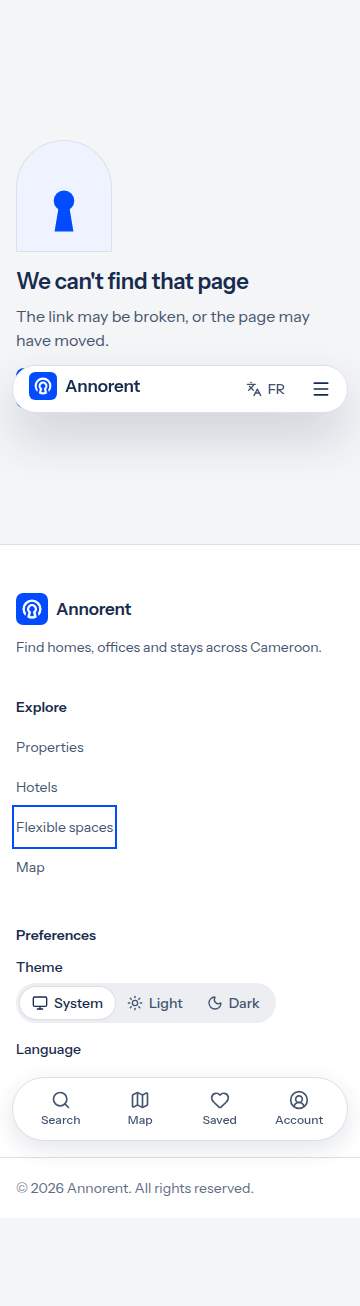 We can't find that page
The link may be broken, or the page may
have moved.
Annorent
FR
Annorent
Find homes, offices and stays across Cameroon.
Explore
Properties
Hotels
Flexible spaces
Map
Preferences
Theme
System
Light
Dark
Language
Search
Map
Saved
Account
© 2026 Annorent. All rights reserved.